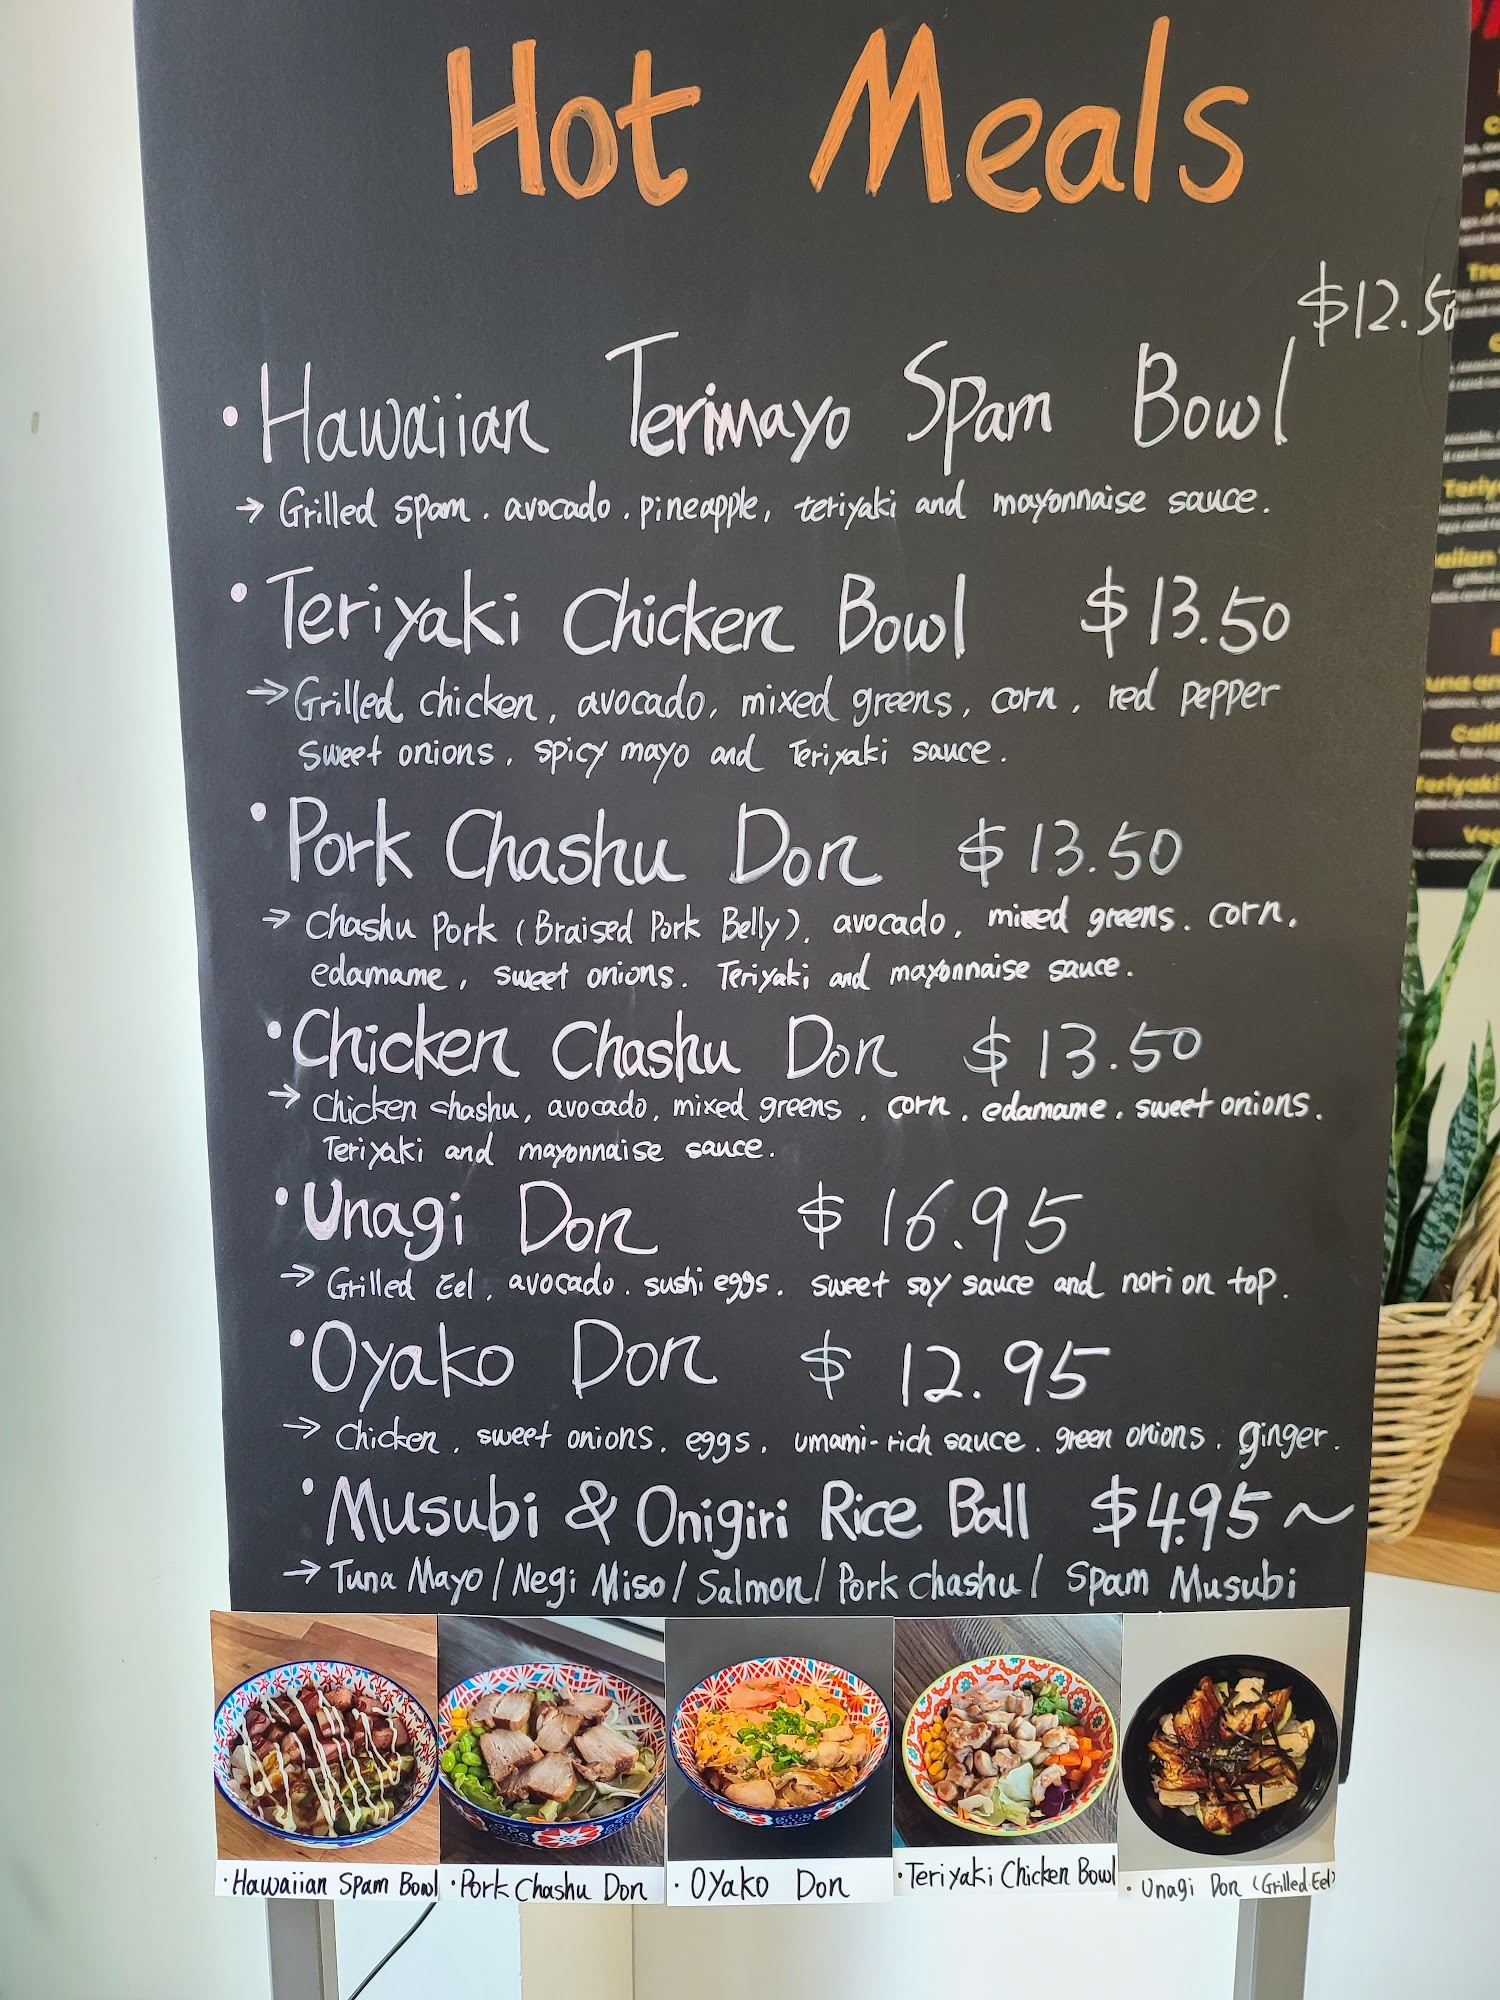 Hot Meals
$12.50
• Hawaiian Terimayo Spam Bowl
→ Grilled spam. avocado. pineapple, teriyaki and mayonnaise sauce.
• Teriyaki Chicken Bowl $13.50
→ Grilled chicken, avocado, mixed greens, corn, red pepper
sweet onions, spicy mayo and Teriyaki sauce.
• Pork Chashu Don $13.50
→ Chashu Pork (Braised Pork Belly), avocado, mixed greens. corn.
edamame, sweet onions. Teriyaki and mayonnaise sauce.
• Chicken Chashu Don $13.50
→ Chicken chashu, avocado, mixed greens, corn, edamame, sweet onions.
Teriyaki and mayonnaise sauce.
• Unagi Don $16.95
→ Grilled Eel, avocado. sushi eggs. sweet soy sauce and nori on top.
• Oyako Don $12.95
→ Chicken, sweet onions. eggs, umami-rich sauce. green onions. ginger.
• Musubi & Onigiri Rice Ball $4.95~
→ Tuna Mayo / Negi Miso / Salmon / Pork chashu / Spam Musubi
• Hawaiian Spam Bowl
• Pork Chashu Don
• Oyako Don
• Teriyaki Chicken Bowl
• Unagi Don (Grilled Eel)